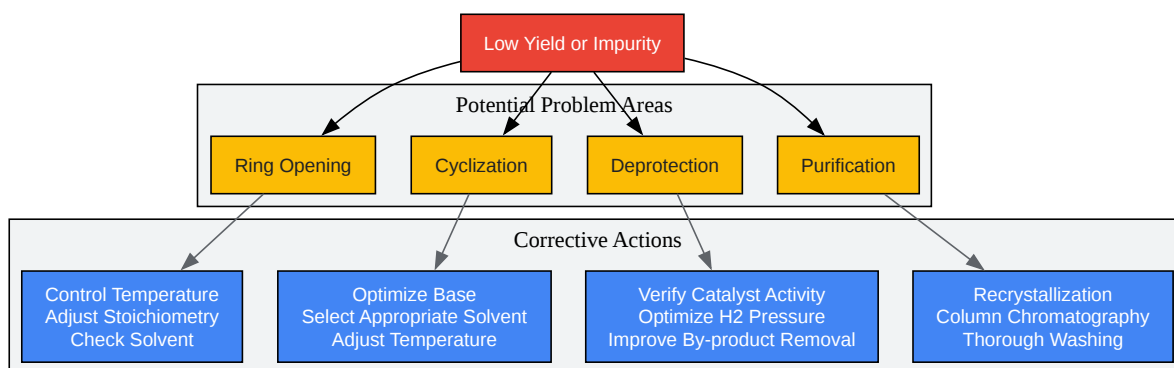 Low Yield or Impurity
Potential Problem Areas
Ring Opening
Cyclization
Deprotection
Purification
Corrective Actions
Control Temperature
Adjust Stoichiometry
Check Solvent
Optimize Base
Select Appropriate Solvent
Adjust Temperature
Verify Catalyst Activity
Optimize H2 Pressure
Improve By-product Removal
Recrystallization
Column Chromatography
Thorough Washing